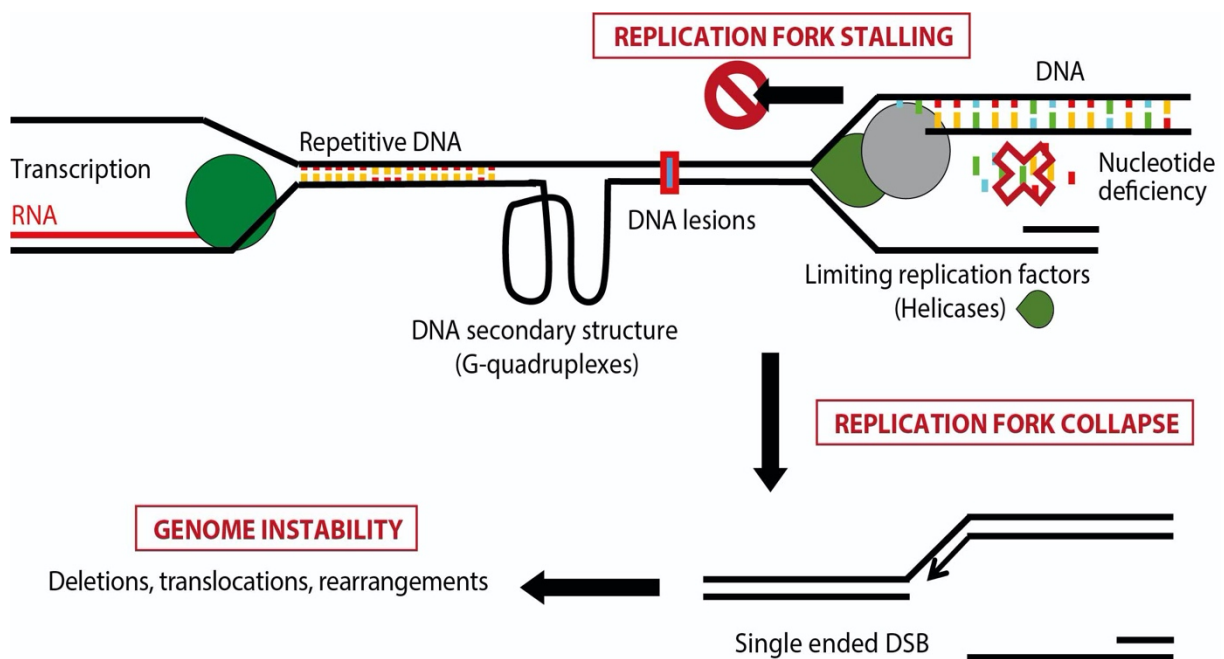 REPLICATION FORK STALLING
DNA
Repetitive DNA
Transcription
Nucleotide
deficiency
RNA
DNA lesions
Limiting replication factors
(Helicases)
DNA secondary structure
(G-quadruplexes)
REPLICATION FORK COLLAPSE
GENOME INSTABILITY
Deletions, translocations, rearrangements
Single ended DSB